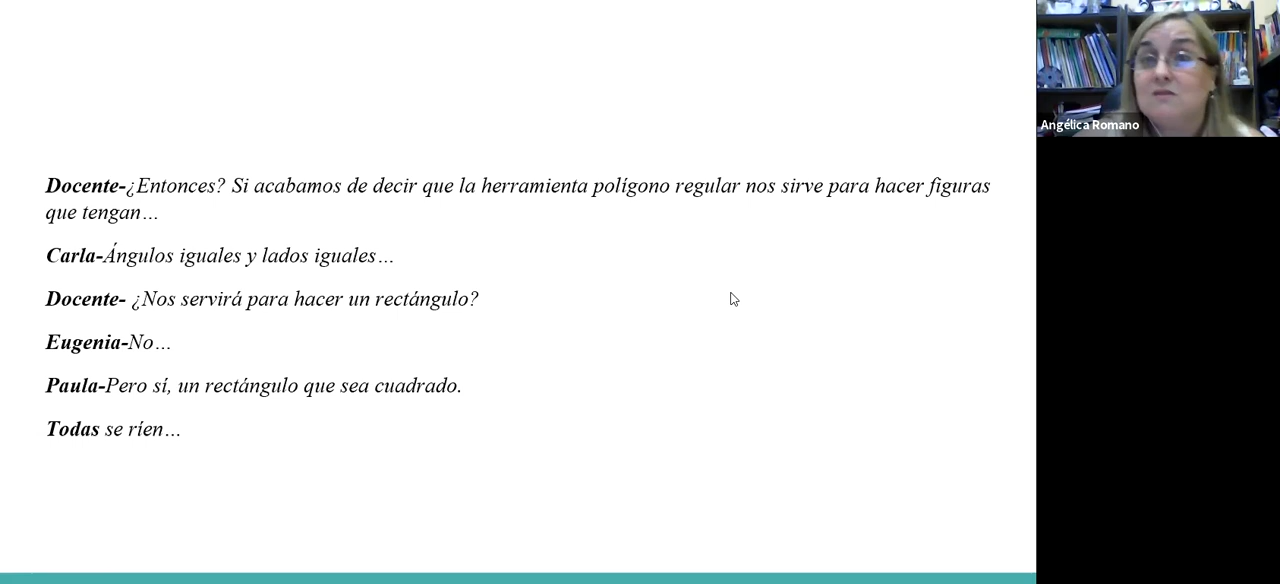 Docente-¿Entonces? Si acabamos de decir que la herramienta polígono regular nos sirve para hacer figuras
que tengan…
Carla-Ángulos iguales y lados iguales…
Docente- ¿Nos servirá para hacer un rectángulo?
Eugenia-No…
Paula-Pero sí, un rectángulo que sea cuadrado.
Todas se ríen…
Angélica Romano